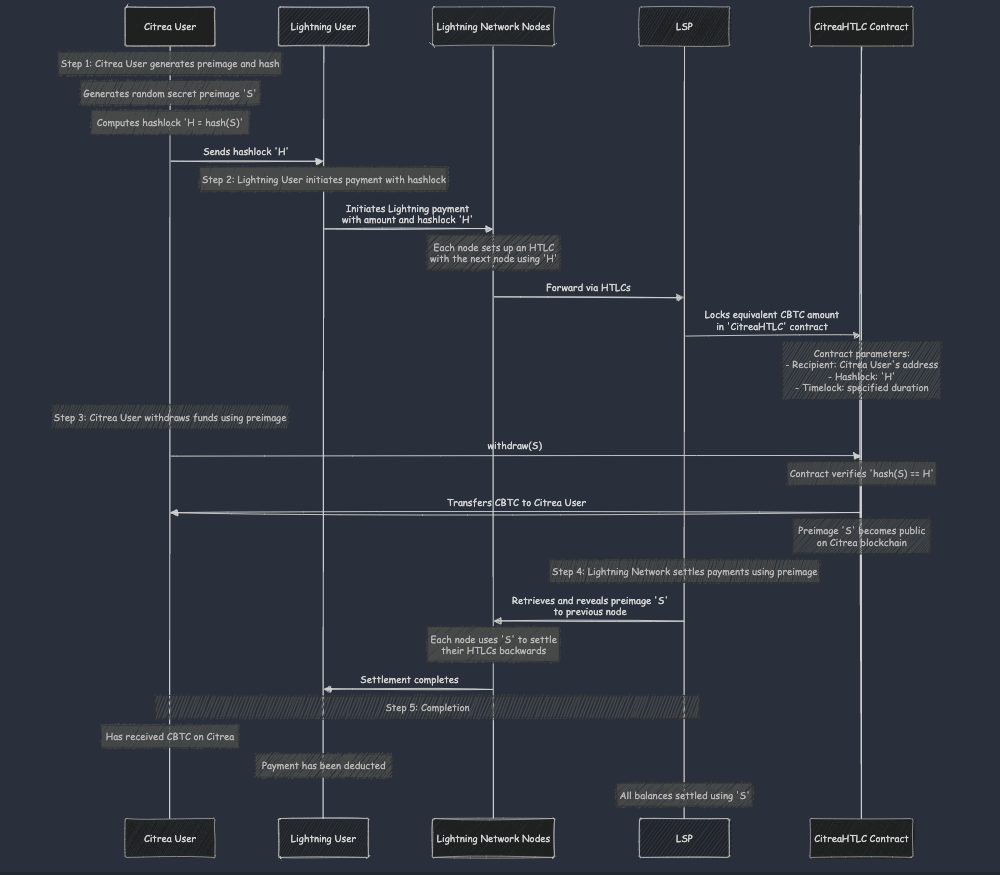 Citrea User
Lightning User
Lightning Network Nodes
LSP
CitreaHTLC Contract
Step 1: Citrea User generates preimage and hash
Generates random secret preimage 'S'
Computes hashlock 'H = hash(S)'
Sends hashlock 'H'
Step 2: Lightning User initiates payment with hashlock
Initiates Lightning payment
with amount and hashlock 'H'
Each node sets up an HTLC
with the next node using 'H'
Forward via HTLCs
Locks equivalent CBTC amount
in 'CitreaHTLC' contract
Contract parameters:
- Recipient: Citrea User's address
- Hashlock: 'H'
- Timelock: specified duration
Step 3: Citrea User withdraws funds using preimage
withdraw(S)
Contract verifies 'hash(S) == H'
Transfers CBTC to Citrea User
Preimage 'S' becomes public
on Citrea blockchain
Step 4: Lightning Network settles payments using preimage
Retrieves and reveals preimage 'S'
to previous node
Each node uses 'S' to settle
their HTLCs backwards
Settlement completes
Step 5: Completion
Has received CBTC on Citrea
Payment has been deducted
All balances settled using 'S'
Citrea User
Lightning User
Lightning Network Nodes
LSP
CitreaHTLC Contract